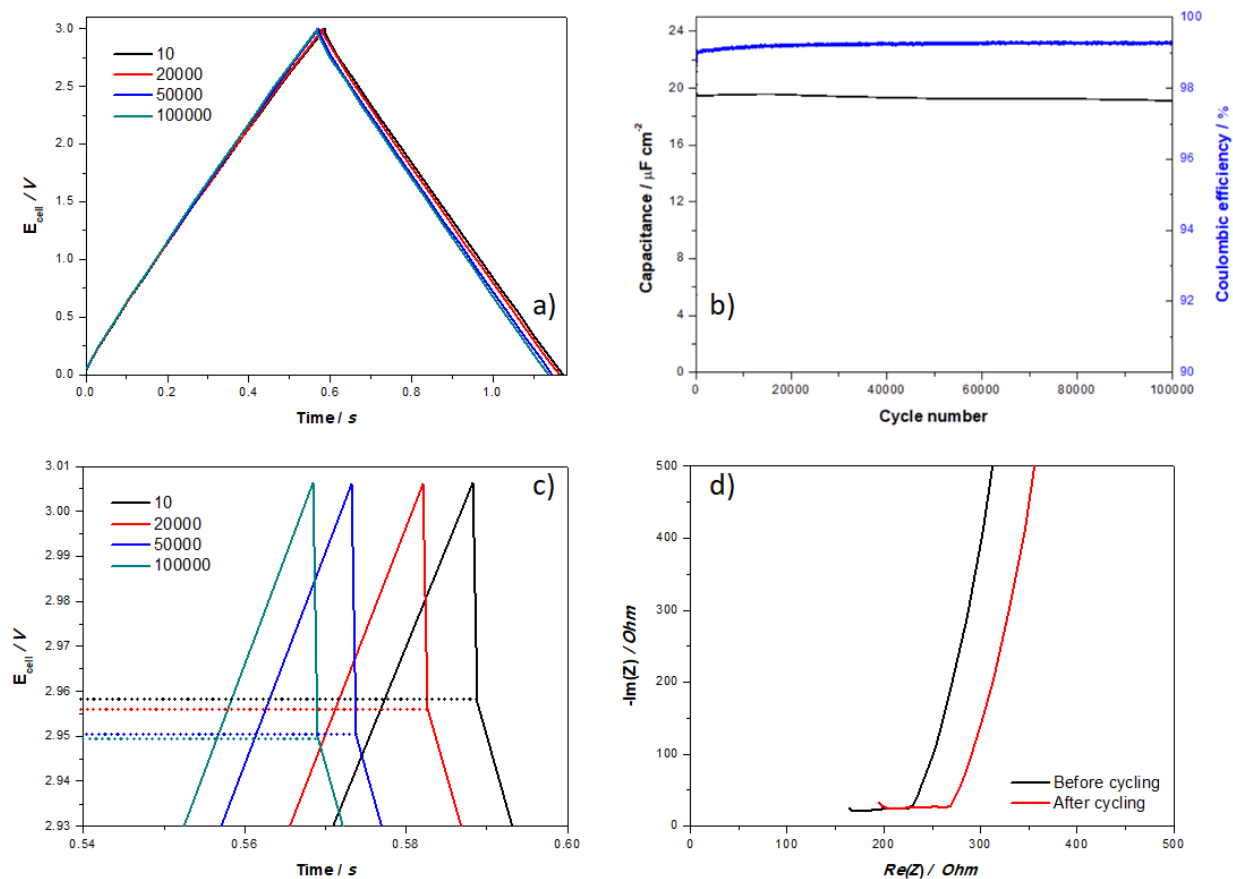 3.0
2.5
2.0
1.5
1.0
0.5
0.0
E_cell / V
10
20000
50000
100000
a)
0.0 0.2 0.4 0.6 0.8 1.0
Time / s
24
20
16
12
8
4
0
Capacitance / μF cm⁻²
b)
100
98
96
94
92
90
Coulombic efficiency / %
0 20000 40000 60000 80000 100000
Cycle number
3.01
3.00
2.99
2.98
2.97
2.96
2.95
2.94
2.93
E_cell / V
10
20000
50000
100000
c)
0.54 0.56 0.58 0.60
Time / s
500
400
300
200
100
0
-Im(Z) / Ohm
d)
Before cycling
After cycling
0 100 200 300 400 500
Re(Z) / Ohm